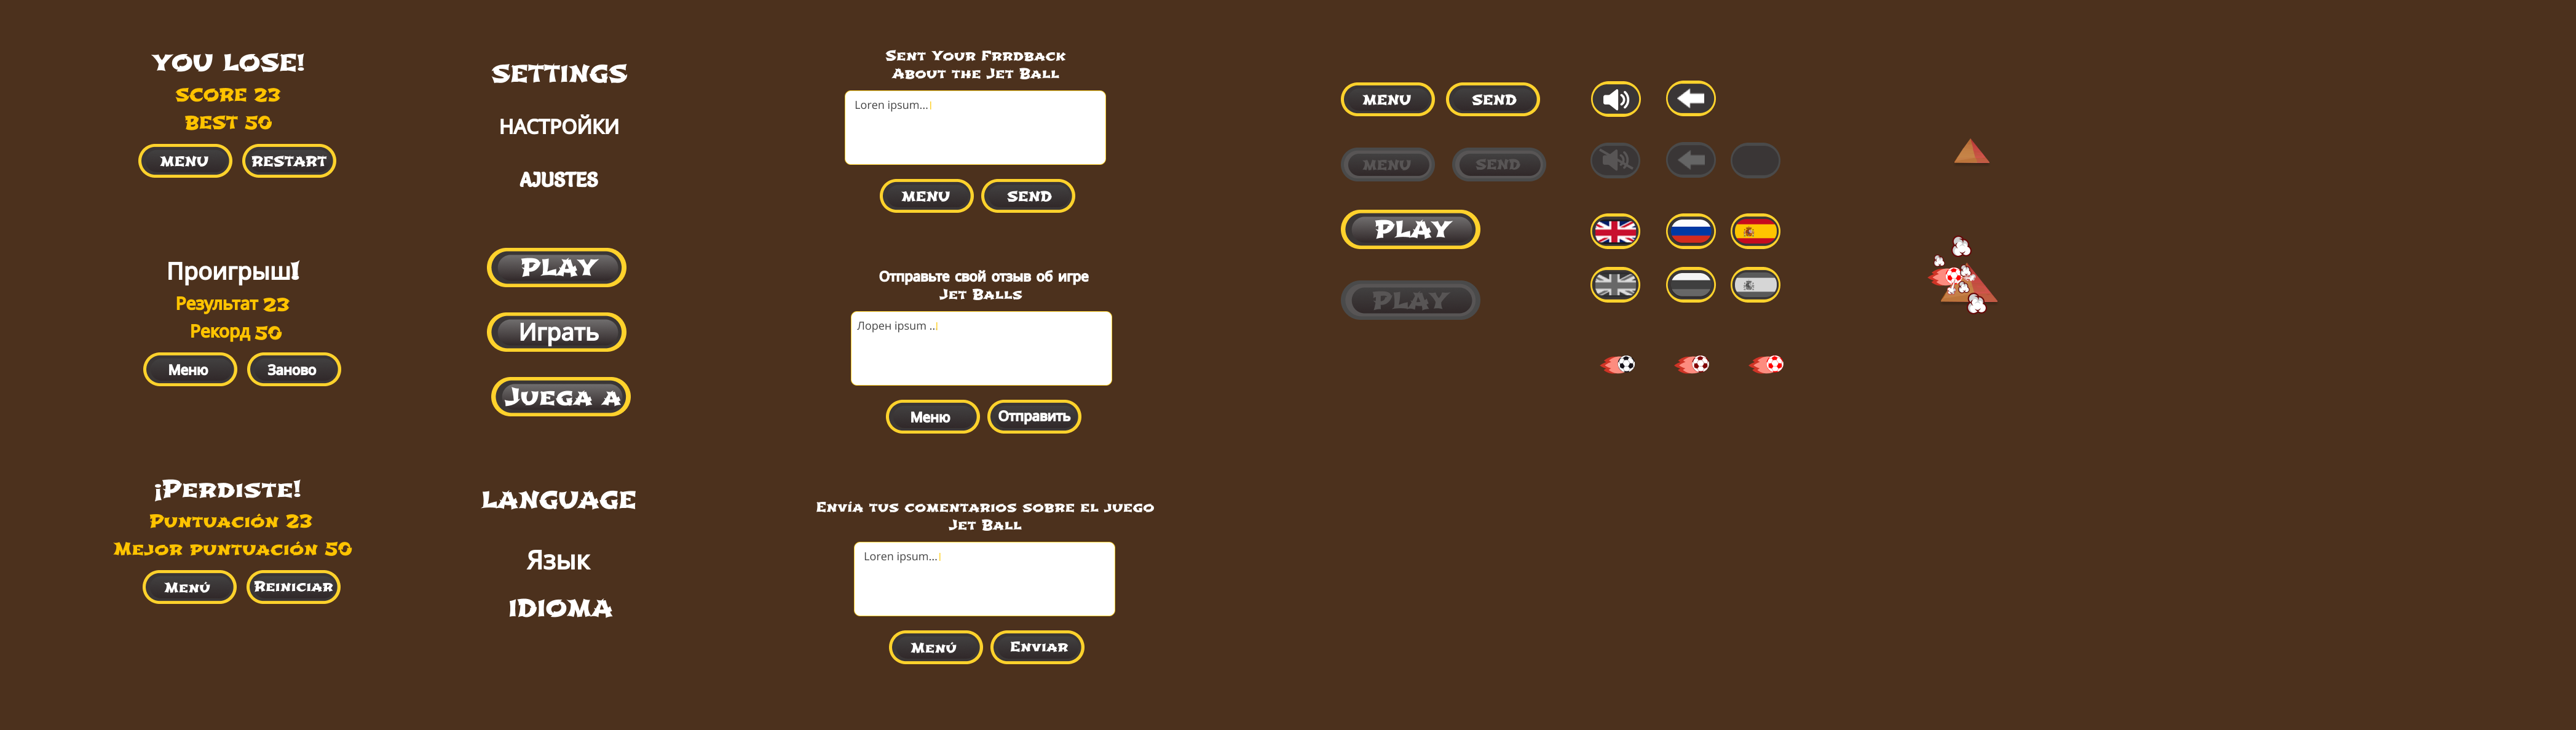 YOU LOSE!
SCORE 23
BEST 50
MENU
RESTART
Проигрыш!
Результат 23
Рекорд 50
Меню
Заново
¡Perdiste!
Puntuación 23
Mejor puntuación 50
Menú
Reiniciar
SETTINGS
НАСТРОЙКИ
AJUSTES
PLAY
Играть
Juega a
LANGUAGE
Язык
IDIOMA
Sent Your Frrdback
About the Jet Ball
Loren ipsum...
MENU
SEND
Отправьте свой отзыв об игре
Jet Balls
Лорен ipsum ..
Меню
Отправить
Envía tus comentarios sobre el juego
Jet Ball
Loren ipsum...
Menú
Enviar
MENU
SEND
MENU
SEND
PLAY
PLAY